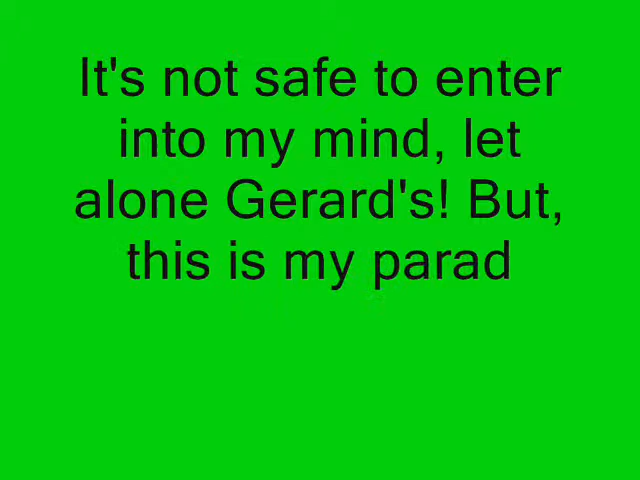 It's not safe to enter
into my mind, let
alone Gerard's! But,
this is my parad